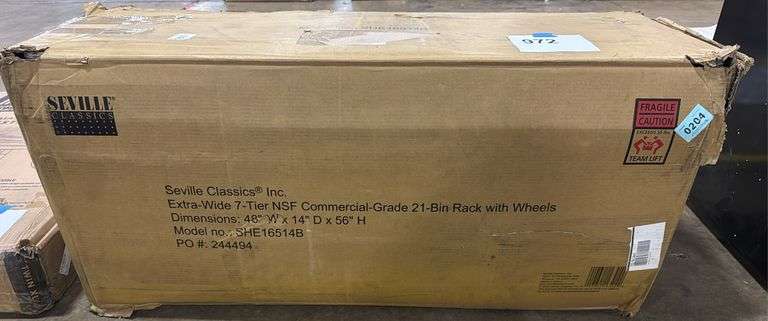 972
SEVILLE
CLASSICS
FRAGILE
CAUTION
TEAM LIFT
0204
Seville Classics® Inc.
Extra-Wide 7-Tier NSF Commercial-Grade 21-Bin Rack with Wheels
Dimensions: 48" W x 14" D x 56" H
Model no.: SHE16514B
PO #: 244494